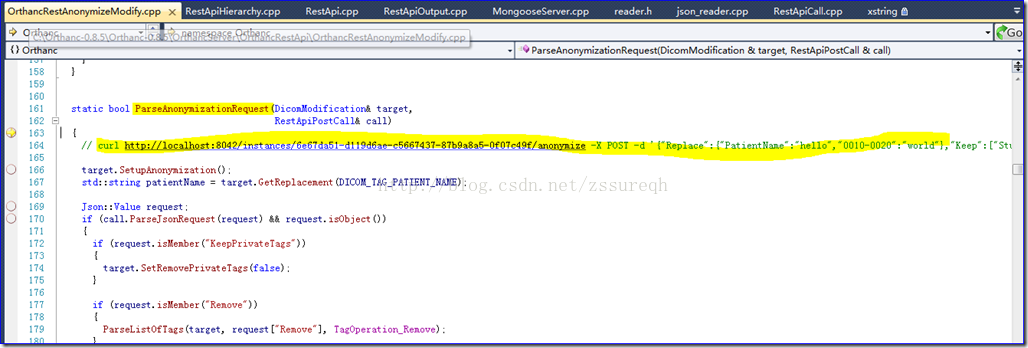 OrthancRestAnonymizeModify.cpp × RestApiHierarchy.cpp RestApi.cpp RestApiOutput.cpp MongooseServer.cpp reader.h json_reader.cpp RestApiCall.cpp xstring
Orthanc namespace Orthanc Go
C:\Orthanc-0.8.5\Orthanc-0.8.5\OrthancServer\OrthancRestApi\OrthancRestAnonymizeModify.cpp
{ } Orthanc ParseAnonymizationRequest(DicomModification & target, RestApiPostCall & call)
157 }
158 }
159
160
161 static bool ParseAnonymizationRequest(DicomModification& target,
162 RestApiPostCall& call)
163 {
164 // curl http://localhost:8042/instances/6e67da51-d119d6ae-c5667437-87b9a8a5-0f07c49f/anonymize -X POST -d '{"Replace":{"PatientName":"hello","0010-0020":"world"},"Keep":["Stu
165
166 target.SetupAnonymization();
167 std::string patientName = target.GetReplacement(DICOM_TAG_PATIENT_NAME)
http://blog.csdn.net/zssureqh
168
169 Json::Value request;
170 if (call.ParseJsonRequest(request) && request.isObject())
171 {
172 if (request.isMember("KeepPrivateTags"))
173 {
174 target.SetRemovePrivateTags(false);
175 }
176
177 if (request.isMember("Remove"))
178 {
179 ParseListOfTags(target, request["Remove"], TagOperation_Remove);
180 }